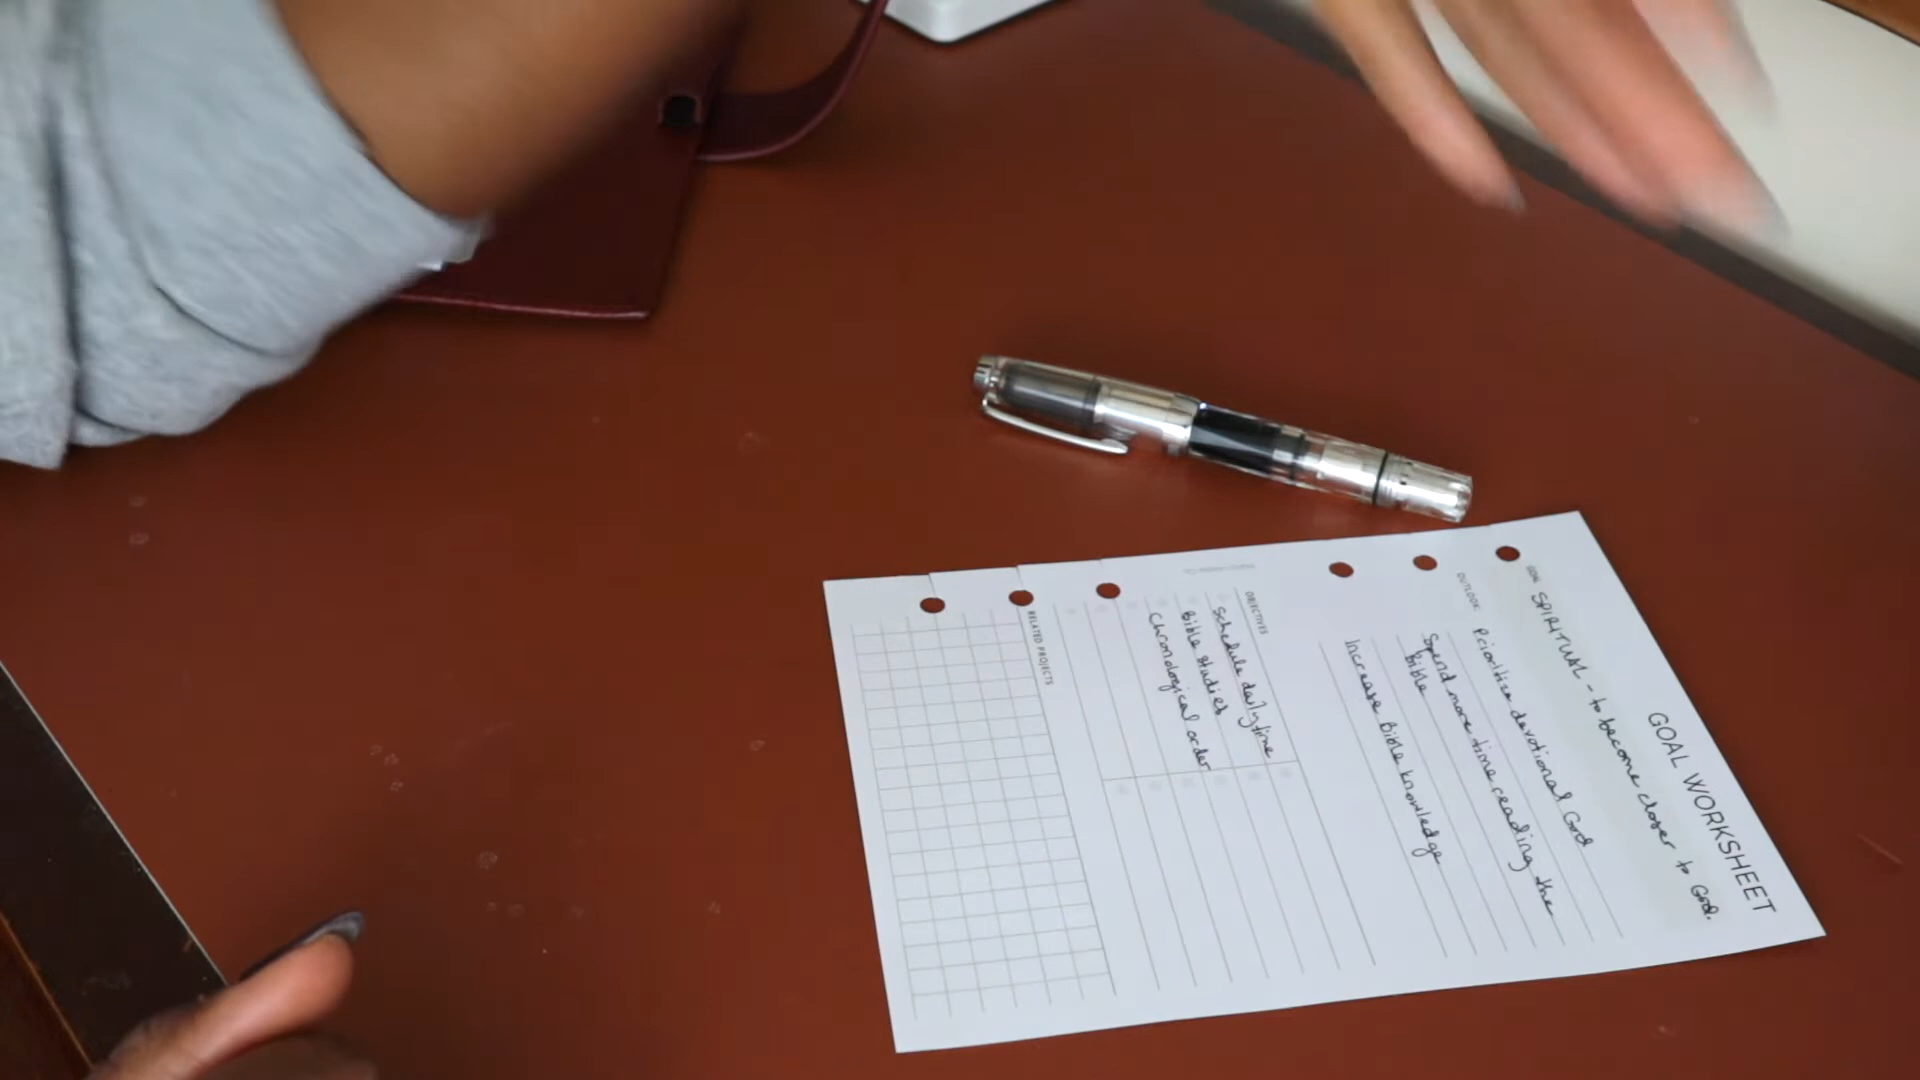 GOAL WORKSHEET
GOAL: SPIRITUAL - to become closer to God.
OUTLOOK: Prioritize devotional God
Spend more time reading the
Bible
Increase Bible knowledge
OBJECTIVES
Schedule daily time
Bible studies
Chronological order
RELATED PROJECTS